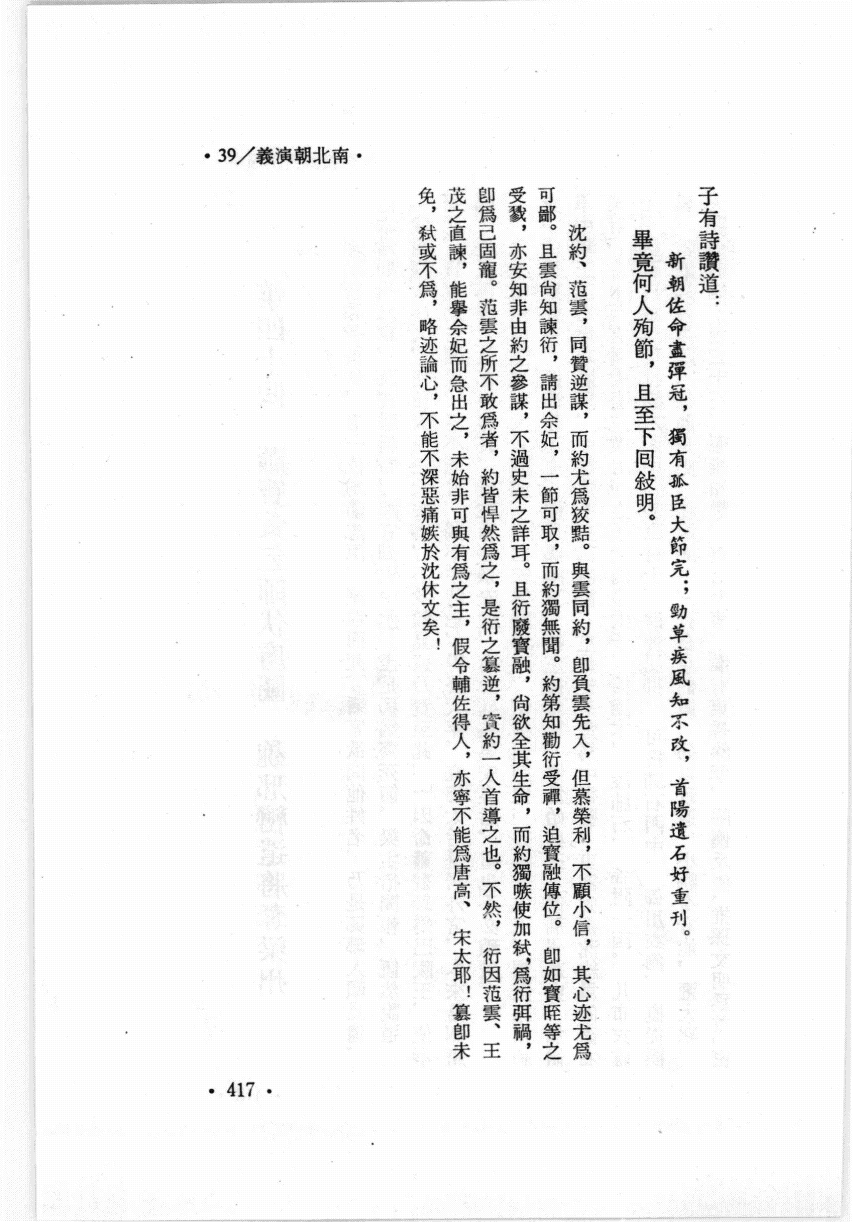 •39／義演朝北南•
子有詩讚道：
新朝佐命盡彈冠，獨有孤臣大節完；勁草疾風知不改，首陽遺石好重刊。
畢竟何人殉節，且至下回敍明。
沈約、范雲，同贊逆謀，而約尤爲狡黠。與雲同約，卽負雲先入，但慕榮利，不顧小信，其心迹尤爲
可鄙。且雲尙知諫衍，請出佘妃，一節可取，而約獨無聞。約第知勸衍受禪，迫寶融傳位。卽如寶晊等之
受戮，亦安知非由約之參謀，不過史未之詳耳。且衍廢寶融，尙欲全其生命，而約獨嗾使加弒，爲衍弭禍，
卽爲己固寵。范雲之所不敢爲者，約皆悍然爲之，是衍之篡逆，實約一人首導之也。不然，衍因范雲、王
茂之直諫，能擧佘妃而急出之，未始非可與有爲之主，假令輔佐得人，亦寧不能爲唐高、宋太耶！篡卽未
免，弒或不爲，略迹論心，不能不深惡痛嫉於沈休文矣！
•417•